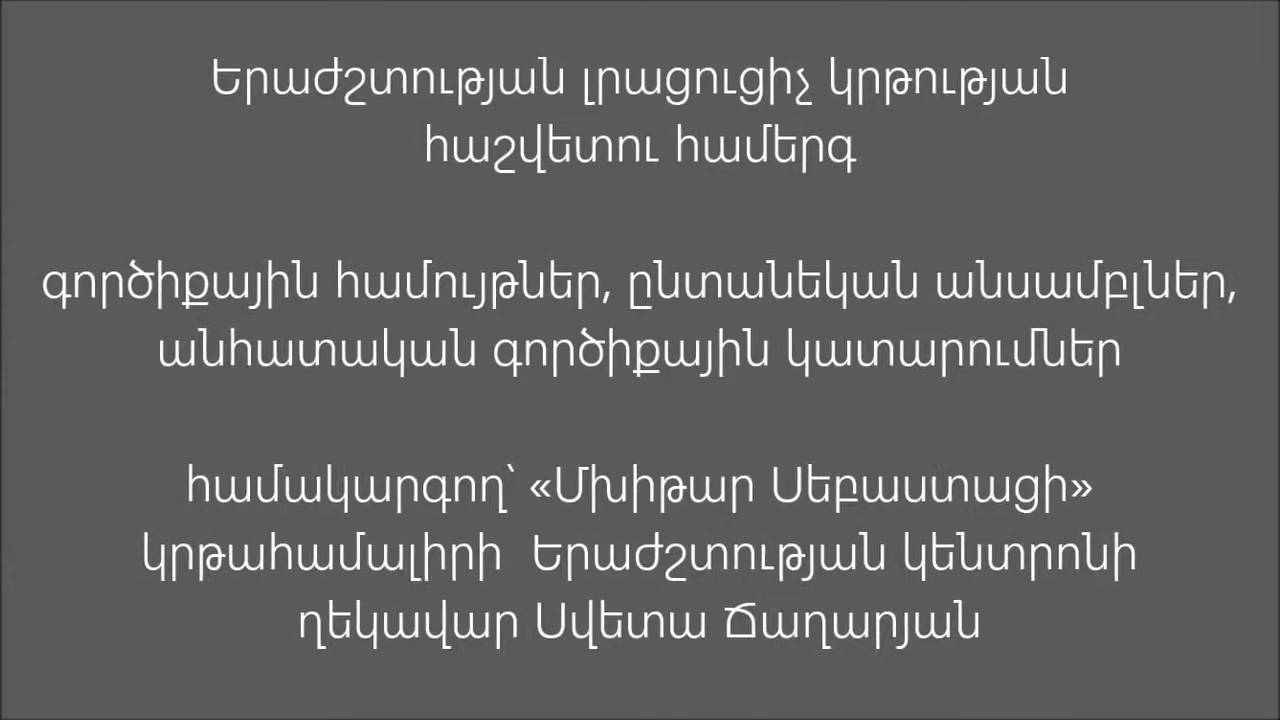 Երաժշտության լրացուցիչ կրթության
հաշվետու համերգ
գործիքային համույթներ, ընտանեկան անսամբլներ,
անհատական գործիքային կատարումներ
համակարգող՝ «Մխիթար Սեբաստացի»
կրթահամալիրի Երաժշտության կենտրոնի
ղեկավար Սվետա Ճաղարյան